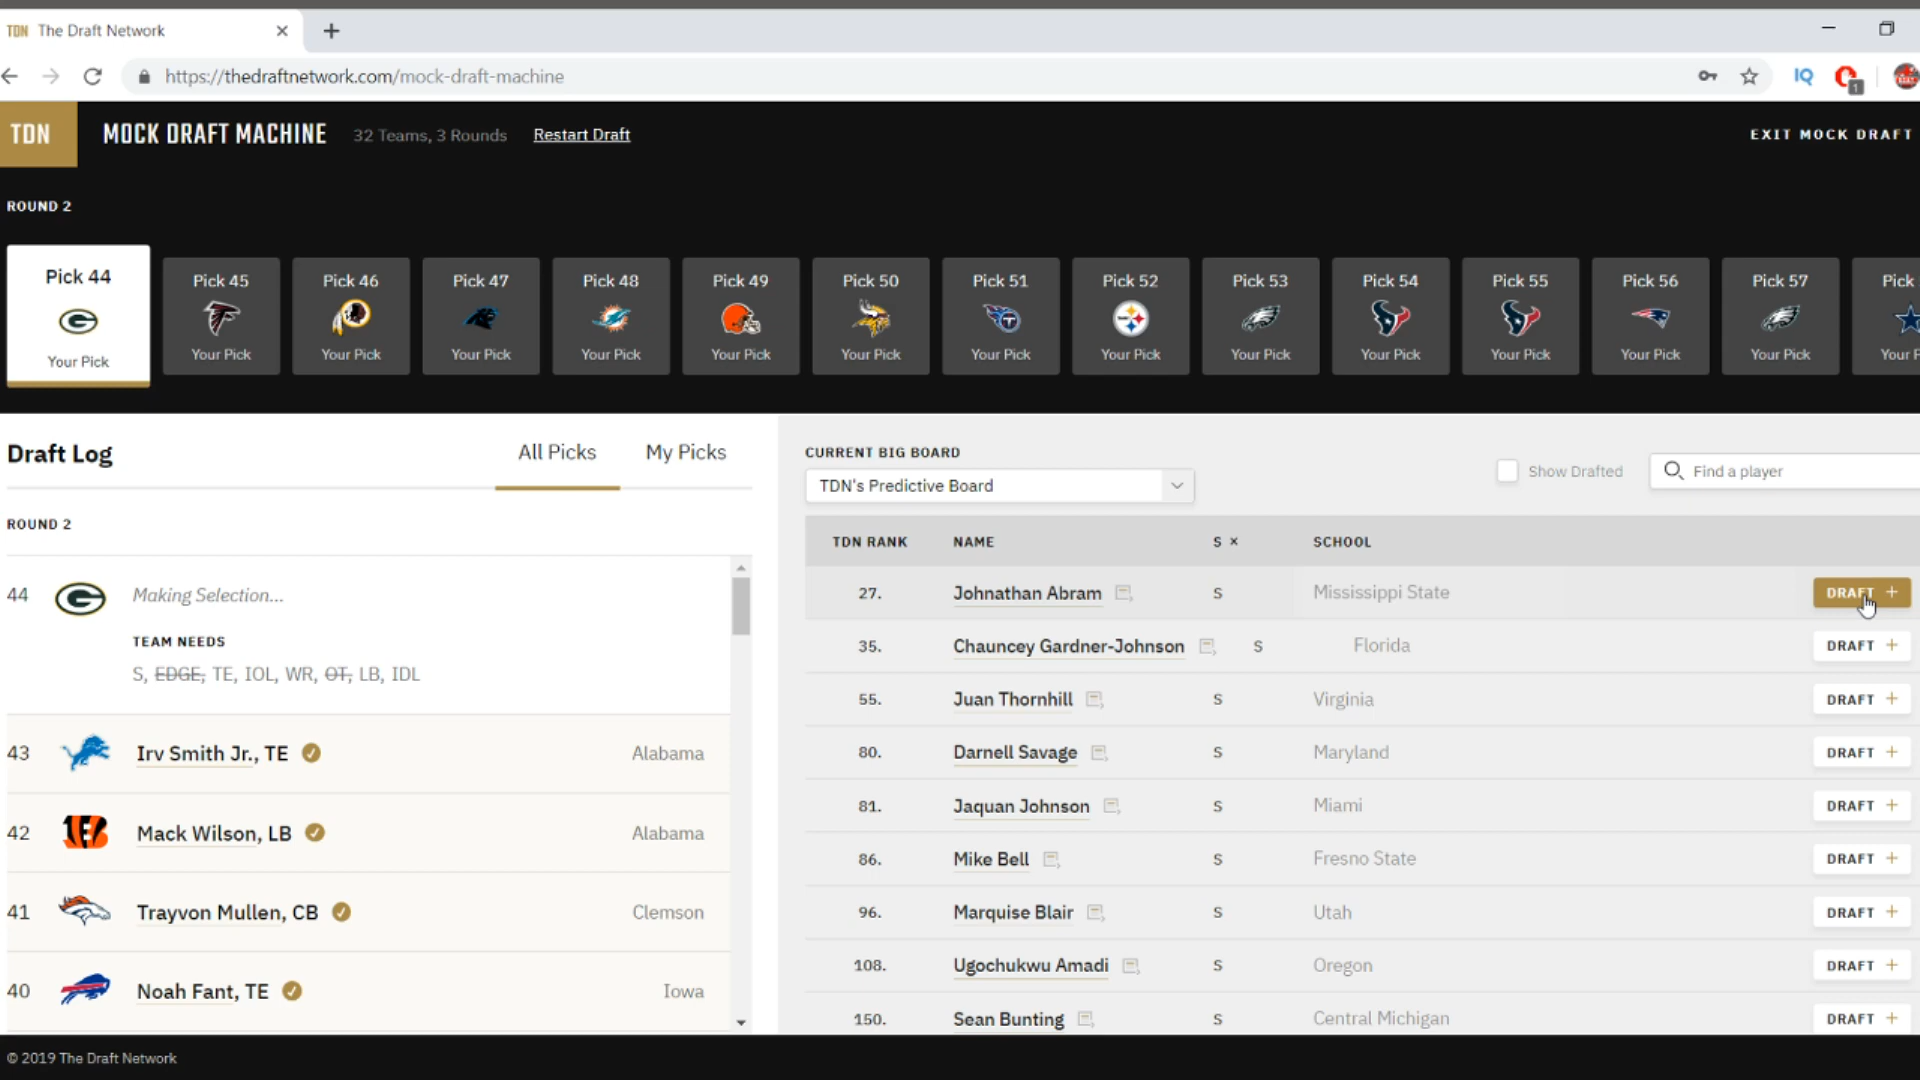 TDN The Draft Network
https://thedraftnetwork.com/mock-draft-machine
IQ
1
TDN
MOCK DRAFT MACHINE
32 Teams, 3 Rounds
Restart Draft
EXIT MOCK DRAFT
ROUND 2
Pick 44
Your Pick
Pick 45
Your Pick
Pick 46
Your Pick
Pick 47
Your Pick
Pick 48
Your Pick
Pick 49
Your Pick
Pick 50
Your Pick
Pick 51
Your Pick
Pick 52
Your Pick
Pick 53
Your Pick
Pick 54
Your Pick
Pick 55
Your Pick
Pick 56
Your Pick
Pick 57
Your Pick
Pick
Your P
Draft Log
All Picks
My Picks
ROUND 2
44
Making Selection...
TEAM NEEDS
S, EDGE, TE, IOL, WR, OT, LB, IDL
43 Irv Smith Jr., TE Alabama
42 Mack Wilson, LB Alabama
41 Trayvon Mullen, CB Clemson
40 Noah Fant, TE Iowa
CURRENT BIG BOARD
TDN's Predictive Board
Show Drafted
Find a player
TDN RANK NAME S × SCHOOL
27. Johnathan Abram S Mississippi State DRAFT +
35. Chauncey Gardner-Johnson S Florida DRAFT +
55. Juan Thornhill S Virginia DRAFT +
80. Darnell Savage S Maryland DRAFT +
81. Jaquan Johnson S Miami DRAFT +
86. Mike Bell S Fresno State DRAFT +
96. Marquise Blair S Utah DRAFT +
108. Ugochukwu Amadi S Oregon DRAFT +
150. Sean Bunting S Central Michigan DRAFT +
© 2019 The Draft Network